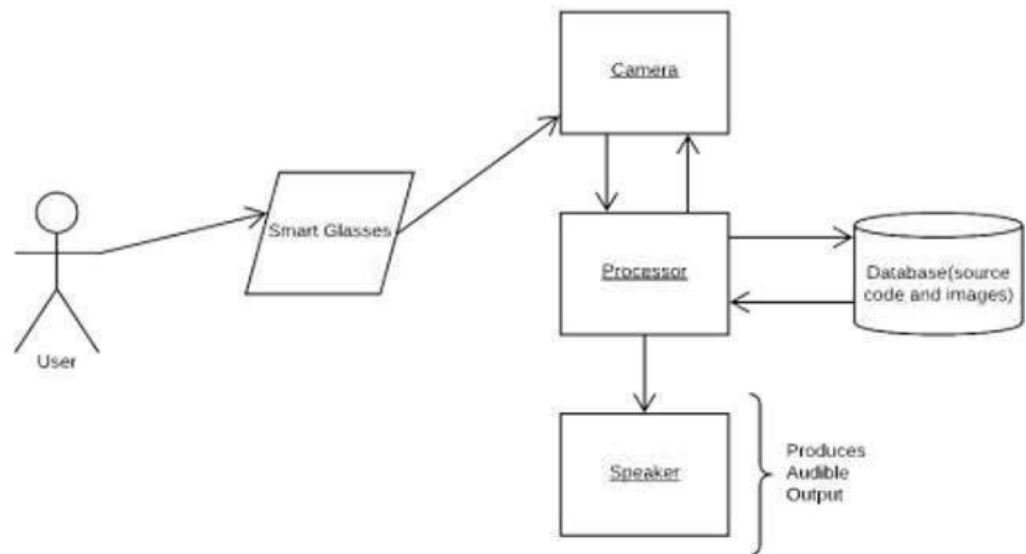 Camera
Smart Glasses
Processor
Database(source
code and images)
User
Speaker
Produces
Audible
Output